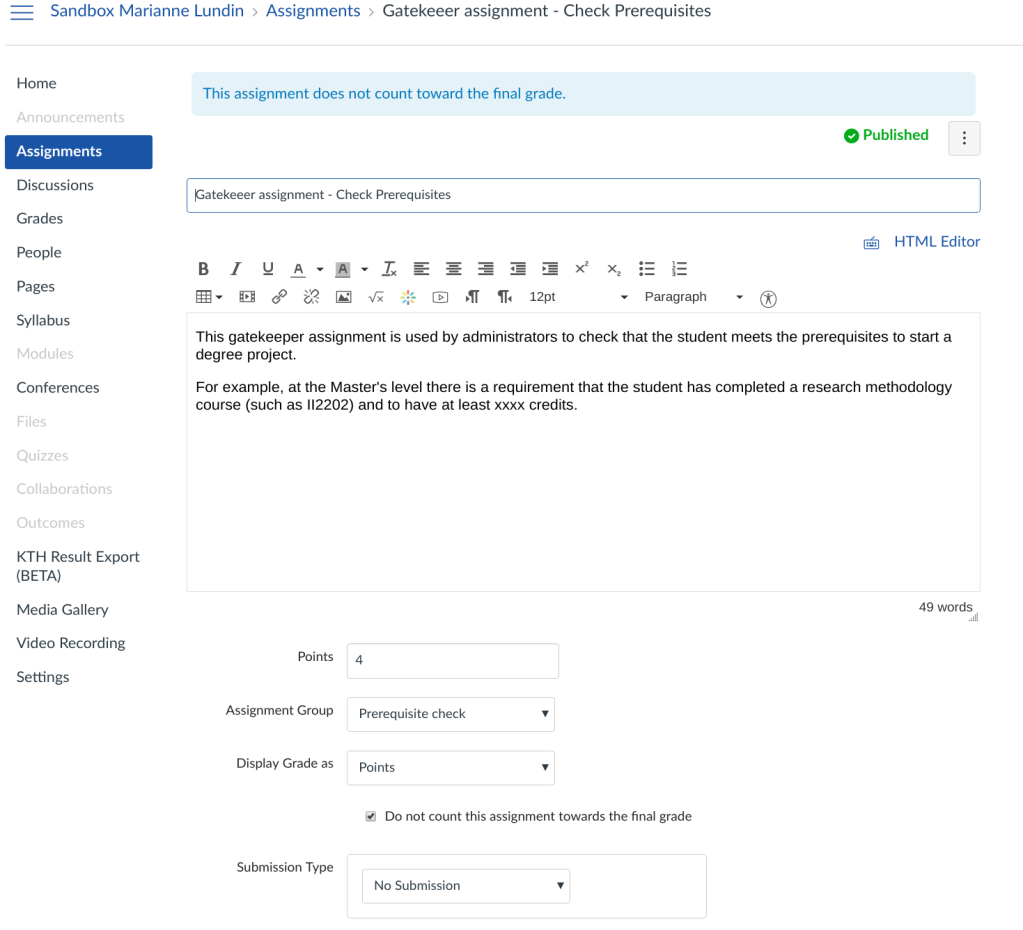 Sandbox Marianne Lundin › Assignments › Gatekeeer assignment - Check Prerequisites
Home
Announcements
Assignments
Discussions
Grades
People
Pages
Syllabus
Modules
Conferences
Files
Quizzes
Collaborations
Outcomes
KTH Result Export
(BETA)
Media Gallery
Video Recording
Settings
This assignment does not count toward the final grade.
Published
Gatekeeer assignment - Check Prerequisites
HTML Editor
12pt
Paragraph
This gatekeeper assignment is used by administrators to check that the student meets the prerequisites to start a
degree project.
For example, at the Master's level there is a requirement that the student has completed a research methodology
course (such as II2202) and to have at least xxxx credits.
49 words
Points 4
Assignment Group Prerequisite check
Display Grade as Points
Do not count this assignment towards the final grade
Submission Type No Submission